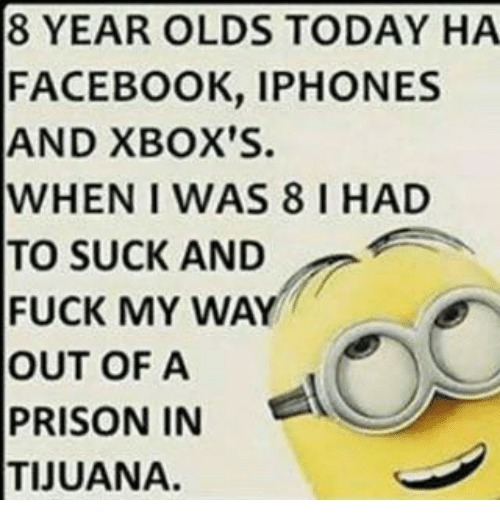 8 YEAR OLDS TODAY HA
FACEBOOK, IPHONES
AND XBOX'S.
WHEN I WAS 8 I HAD
TO SUCK AND
FUCK MY WAY
OUT OF A
PRISON IN
TIJUANA.